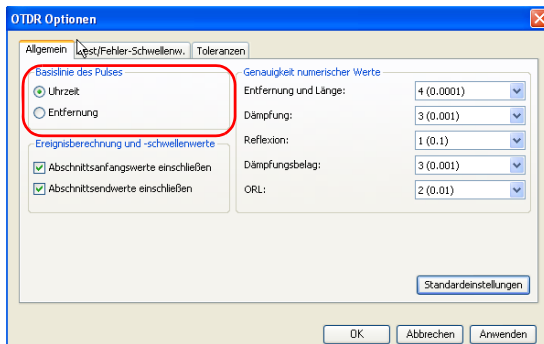 OTDR Optionen
Allgemein
est/Fehler-Schwellenw.
Toleranzen
Basislinie des Pulses
Uhrzeit
Entfernung
Ereignisberechnung und -schwellenwerte
Abschnittsanfangswerte einschließen
Abschnittsendwerte einschließen
Genauigkeit numerischer Werte
Entfernung und Länge: 4 (0.0001)
Dämpfung: 3 (0.001)
Reflexion: 1 (0.1)
Dämpfungsbelag: 3 (0.001)
ORL: 2 (0.01)
Standardeinstellungen
OK
Abbrechen
Anwenden